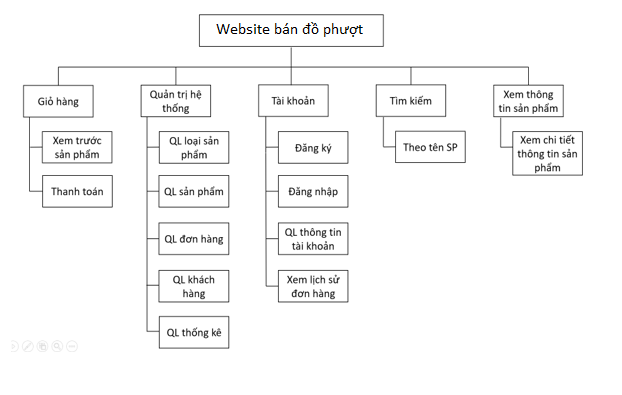 Website bán đồ phượt
Giỏ hàng
Xem trước
sản phẩm
Thanh toán
Quản trị hệ
thống
QL loại sản
phẩm
QL sản phẩm
QL đơn hàng
QL khách
hàng
QL thống kê
Tài khoản
Đăng ký
Đăng nhập
QL thông tin
tài khoản
Xem lịch sử
đơn hàng
Tìm kiếm
Theo tên SP
Xem thông
tin sản phẩm
Xem chi tiết
thông tin sản
phẩm